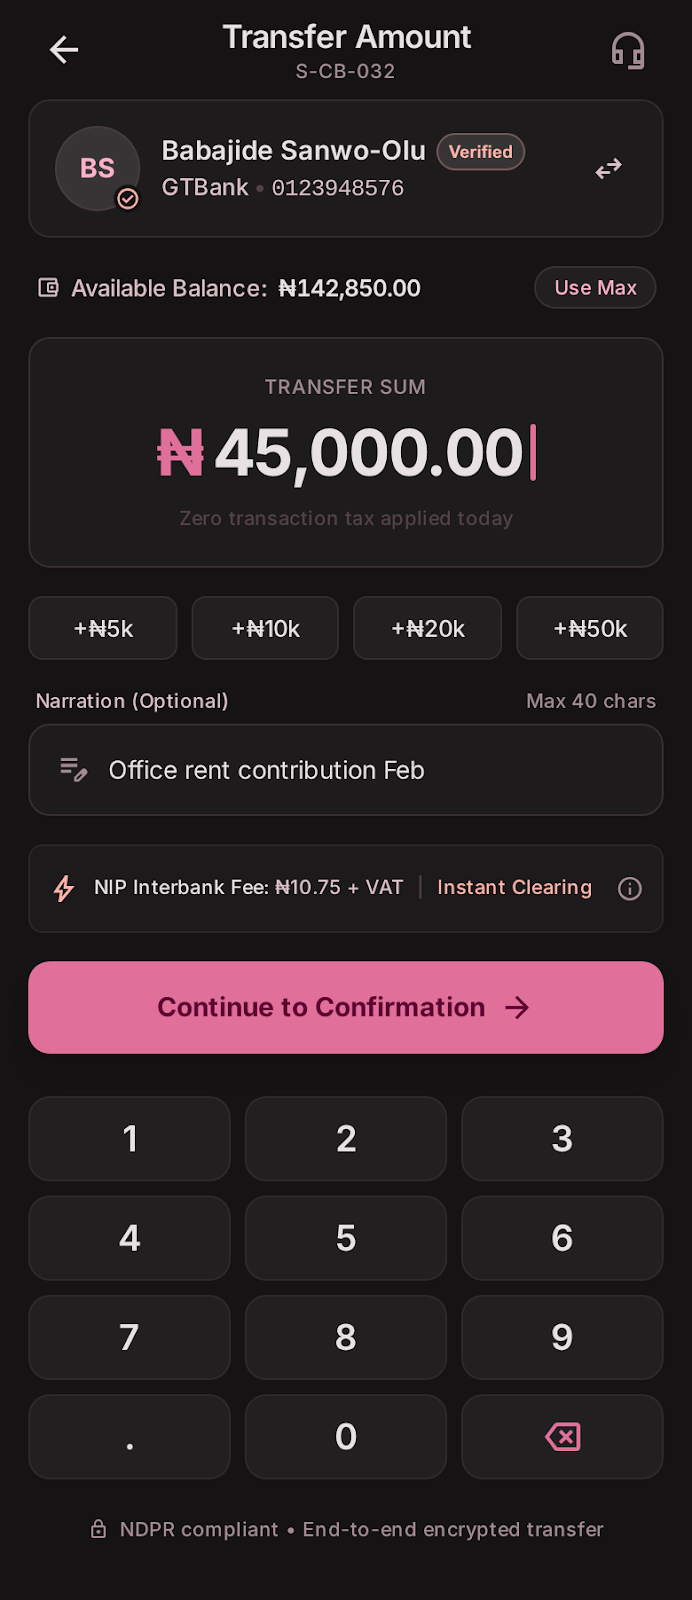 Transfer Amount
S-CB-032
BS
Babajide Sanwo-Olu Verified
GTBank • 0123948576
Available Balance: ₦142,850.00 Use Max
TRANSFER SUM
₦ 45,000.00
Zero transaction tax applied today
+₦5k +₦10k +₦20k +₦50k
Narration (Optional) Max 40 chars
Office rent contribution Feb
NIP Interbank Fee: ₦10.75 + VAT | Instant Clearing
Continue to Confirmation →
1 2 3
4 5 6
7 8 9
. 0
NDPR compliant • End-to-end encrypted transfer